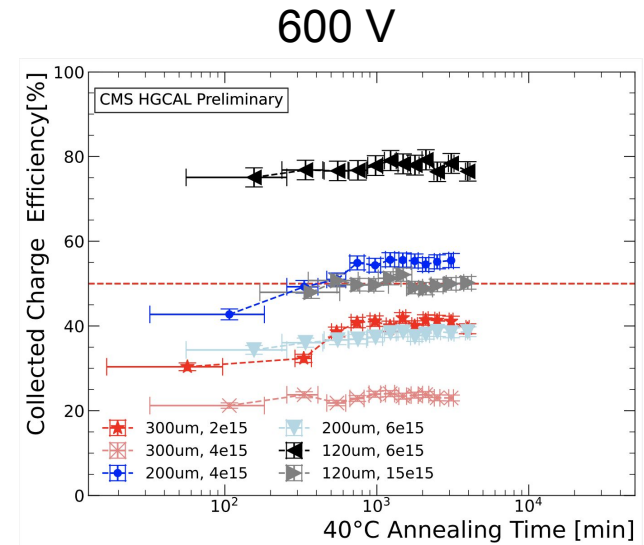 600 V
100
CMS HGCAL Preliminary
80
60
40
20
0
Collected Charge Efficiency[%]
300um, 2e15
300um, 4e15
200um, 4e15
200um, 6e15
120um, 6e15
120um, 15e15
10²
10³
10⁴
40°C Annealing Time [min]